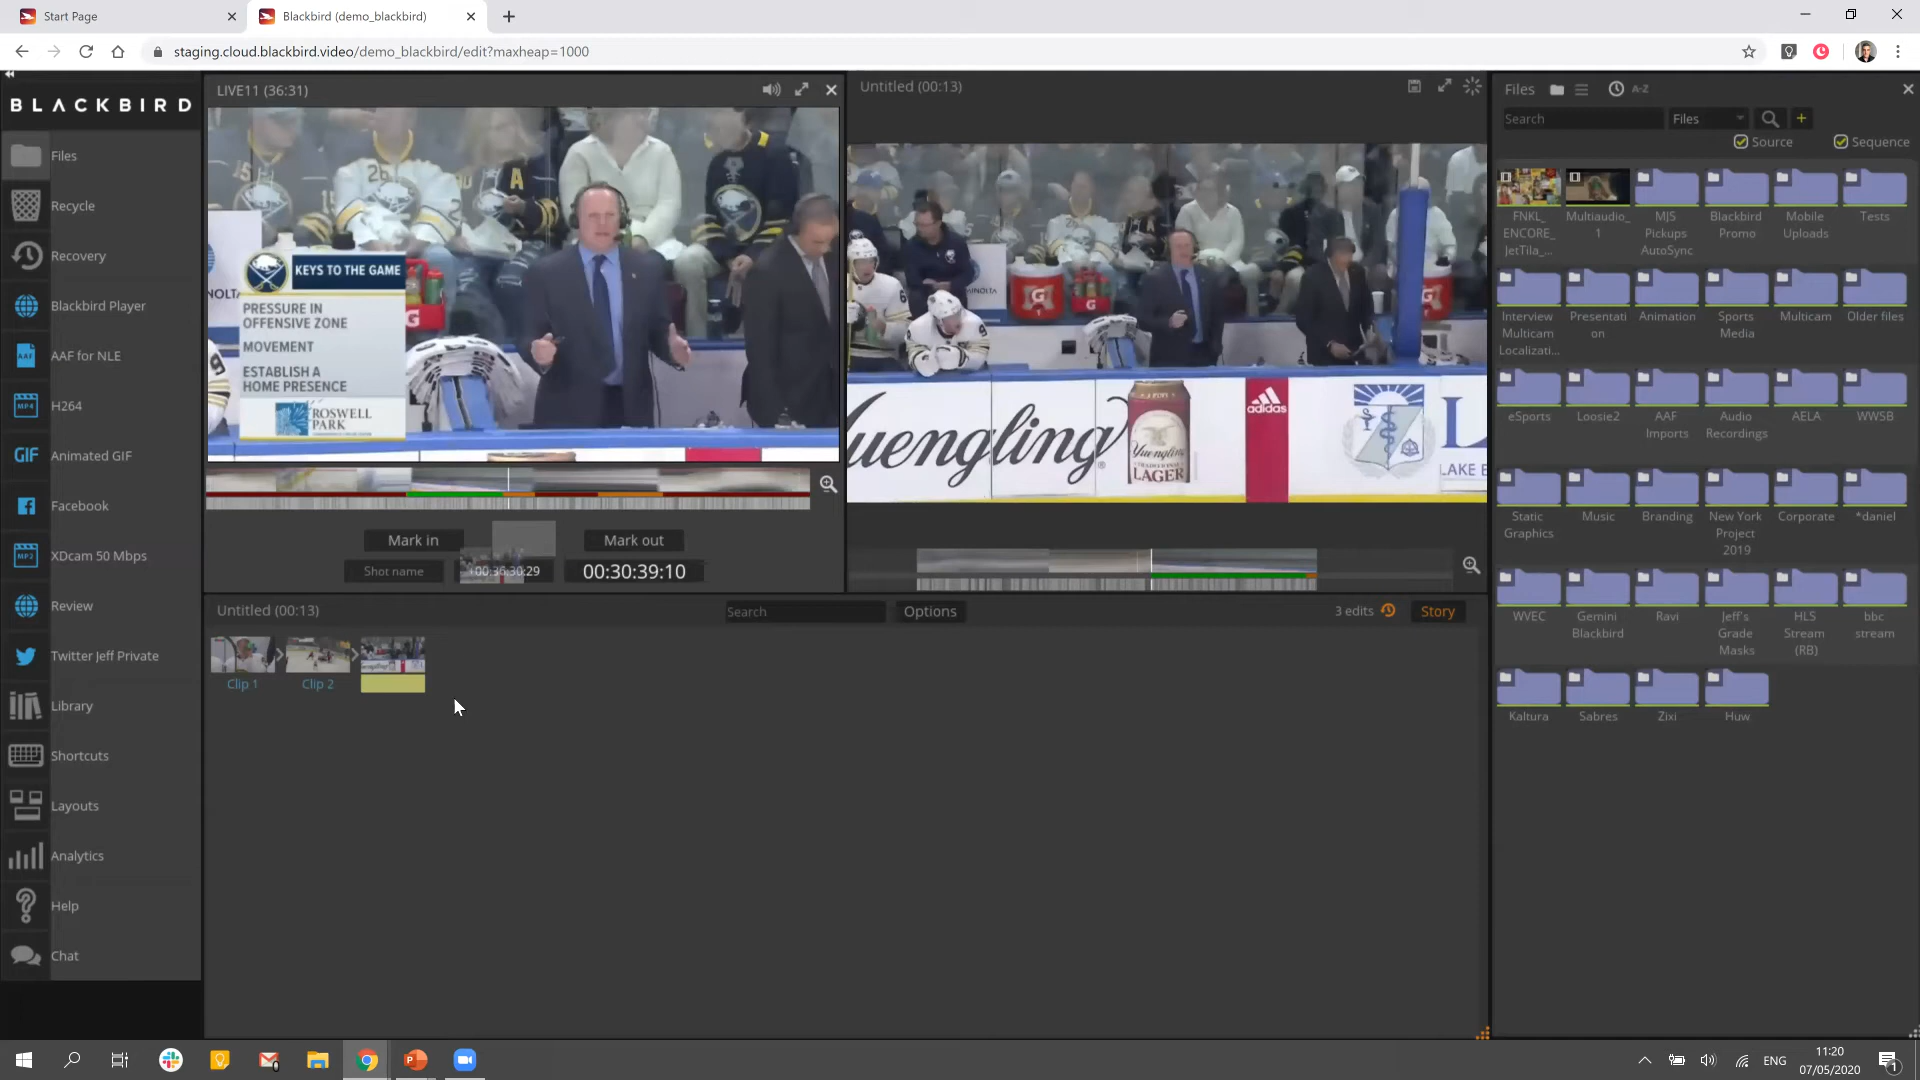 Start Page
Blackbird (demo_blackbird)
staging.cloud.blackbird.video/demo_blackbird/edit?maxheap=1000
BLACKBIRD
Files
Recycle
Recovery
Blackbird Player
AAF for NLE
H264
Animated GIF
Facebook
XDcam 50 Mbps
Review
Twitter Jeff Private
Library
Shortcuts
Layouts
Analytics
Help
Chat
LIVE11 (36:31)
KEYS TO THE GAME
PRESSURE IN
OFFENSIVE ZONE
MOVEMENT
ESTABLISH A
HOME PRESENCE
ROSWELL
PARK
Mark in
Mark out
Shot name
00:30:39:10
Untitled (00:13)
Yuengling
TRADITIONAL
LAGER
adidas
LAKE E
Untitled (00:13)
Search
Options
3 edits
Story
Clip 1
Clip 2
Files
A-Z
Search
Files
Source
Sequence
FNKL_
ENCORE_
JetTila_...
Multiaudio_
1
MJS
Pickups
AutoSync
Blackbird
Promo
Mobile
Uploads
Tests
Interview
Multicam
Localizati...
Presentati
on
Animation
Sports
Media
Multicam
Older files
eSports
Loosie2
AAF
Imports
Audio
Recordings
AELA
WWSB
Static
Graphics
Music
Branding
New York
Project
2019
Corporate
*daniel
WVEC
Gemini
Blackbird
Ravi
Jeff's
Grade
Masks
HLS
Stream
(RB)
bbc
stream
Kaltura
Sabres
Zixi
Huw
ENG
11:20
07/05/2020